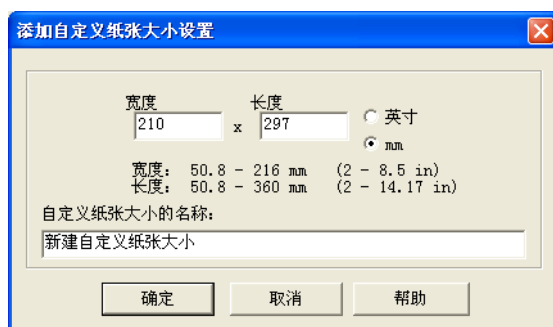 添加自定义纸张大小设置
宽度 长度
210 x 297
英寸
mm
宽度: 50.8 - 216 mm (2 - 8.5 in)
长度: 50.8 - 360 mm (2 - 14.17 in)
自定义纸张大小的名称:
新建自定义纸张大小
确定 取消 帮助